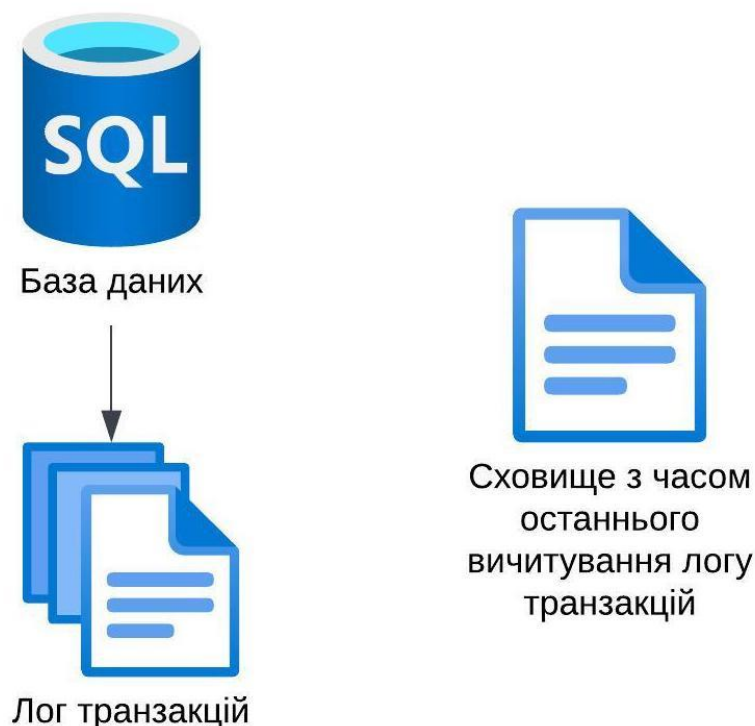 SQL
База даних
Сховище з часом
останнього
вичитування логу
транзакцій
Лог транзакцій